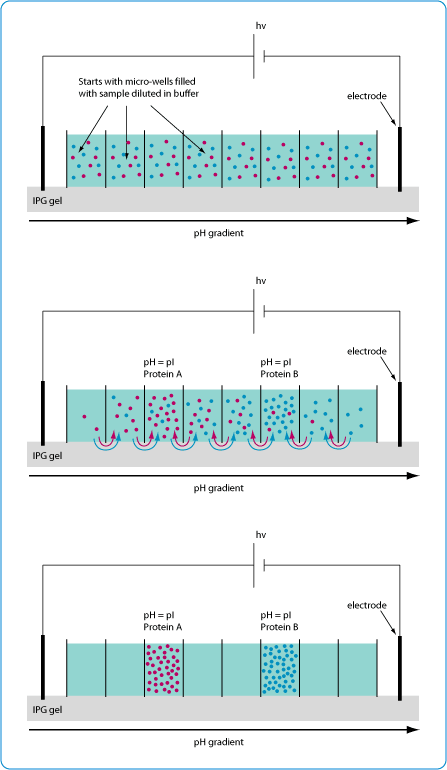 hv
Starts with micro-wells filled
with sample diluted in buffer
electrode
IPG gel
pH gradient
hv
electrode
pH = pI
Protein A
pH = pI
Protein B
IPG gel
pH gradient
hv
electrode
pH = pI
Protein A
pH = pI
Protein B
IPG gel
pH gradient